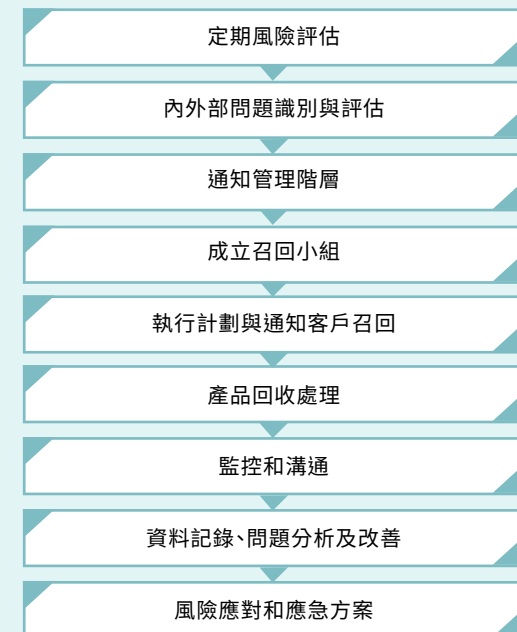 定期風險評估
內外部問題識別與評估
通知管理階層
成立召回小組
執行計劃與通知客戶召回
產品回收處理
監控和溝通
資料記錄、問題分析及改善
風險應對和應急方案